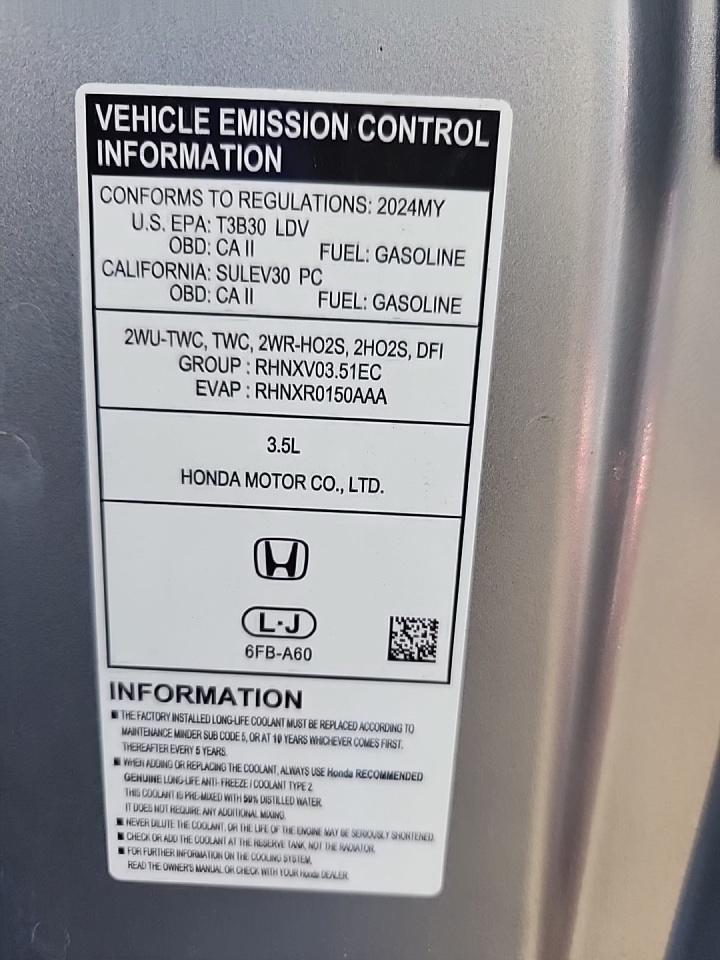 VEHICLE EMISSION CONTROL
INFORMATION
CONFORMS TO REGULATIONS: 2024MY
U.S. EPA: T3B30 LDV
OBD: CA II FUEL: GASOLINE
CALIFORNIA: SULEV30 PC
OBD: CA II FUEL: GASOLINE
2WU-TWC, TWC, 2WR-HO2S, 2HO2S, DFI
GROUP : RHNXV03.51EC
EVAP : RHNXR0150AAA
3.5L
HONDA MOTOR CO., LTD.
L·J
6FB-A60
INFORMATION
■ THE FACTORY INSTALLED LONG-LIFE COOLANT MUST BE REPLACED ACCORDING TO
MAINTENANCE MINDER SUB CODE 5, OR AT 10 YEARS WHICHEVER COMES FIRST.
THEREAFTER EVERY 5 YEARS.
■ WHEN ADDING OR REPLACING THE COOLANT, ALWAYS USE Honda RECOMMENDED
GENUINE LONG-LIFE ANTI- FREEZE / COOLANT TYPE 2.
THIS COOLANT IS PRE-MIXED WITH 50% DISTILLED WATER.
IT DOES NOT REQUIRE ANY ADDITIONAL MIXING.
■ NEVER DILUTE THE COOLANT, OR THE LIFE OF THE ENGINE MAY BE SERIOUSLY SHORTENED.
■ CHECK OR ADD THE COOLANT AT THE RESERVE TANK, NOT THE RADIATOR.
■ FOR FURTHER INFORMATION ON THE COOLING SYSTEM,
READ THE OWNER'S MANUAL OR CHECK WITH YOUR Honda DEALER.